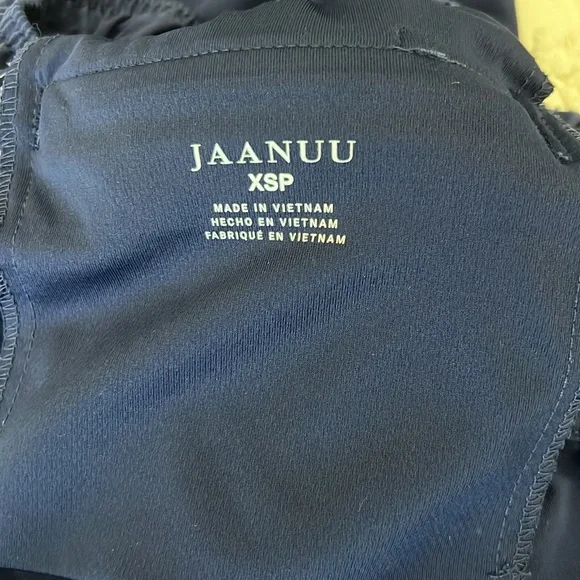 JAANUU
XSP
MADE IN VIETNAM
HECHO EN VIETNAM
FABRIQUÉ EN VIETNAM